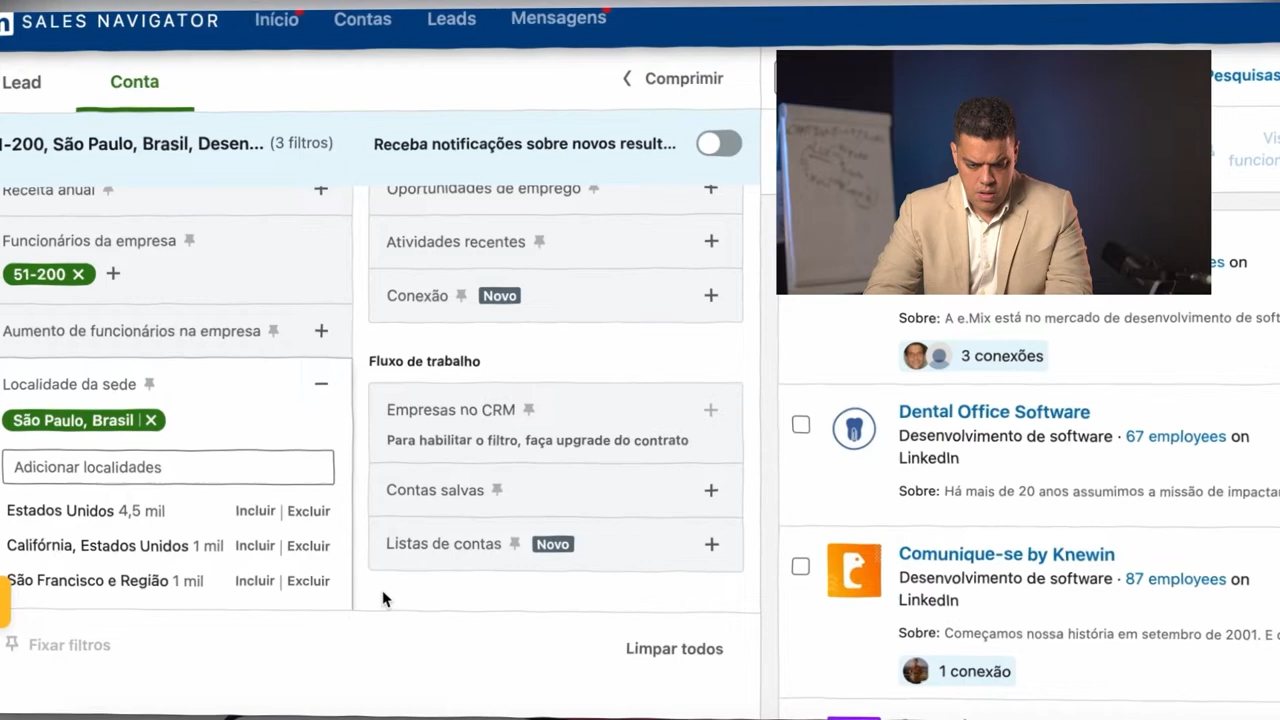 n SALES NAVIGATOR
Início
Contas
Leads
Mensagens
Lead
Conta
Comprimir
1-200, São Paulo, Brasil, Desen... (3 filtros)
Receba notificações sobre novos result...
Receita anual
Funcionários da empresa
51-200
Aumento de funcionários na empresa
Localidade da sede
São Paulo, Brasil
Adicionar localidades
Estados Unidos 4,5 mil Incluir | Excluir
Califórnia, Estados Unidos 1 mil Incluir | Excluir
São Francisco e Região 1 mil Incluir | Excluir
Fixar filtros
Oportunidades de emprego
Atividades recentes
Conexão Novo
Fluxo de trabalho
Empresas no CRM
Para habilitar o filtro, faça upgrade do contrato
Contas salvas
Listas de contas Novo
Limpar todos
Pesquisas
Vis
funcior
es on
Sobre: A e.Mix está no mercado de desenvolvimento de soft
3 conexões
Dental Office Software
Desenvolvimento de software · 67 employees on
LinkedIn
Sobre: Há mais de 20 anos assumimos a missão de impactar
Comunique-se by Knewin
Desenvolvimento de software · 87 employees on
LinkedIn
Sobre: Começamos nossa história em setembro de 2001. E c
1 conexão